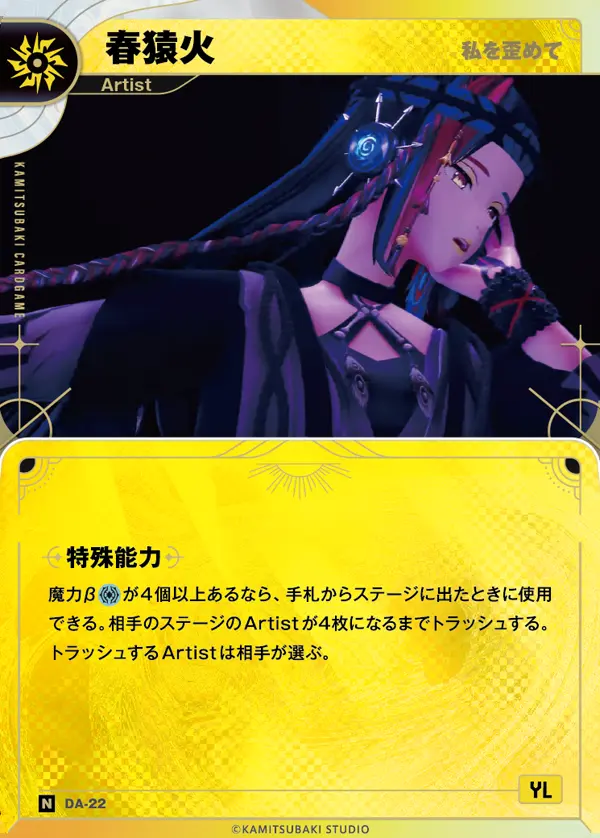 春猿火
私を歪めて
Artist
KAMITSUBAKI CARDGAME
特殊能力
魔力βが4個以上あるなら、手札からステージに出たときに使用
できる。相手のステージのArtistが4枚になるまでトラッシュする。
トラッシュするArtistは相手が選ぶ。
N DA-22
YL
©KAMITSUBAKI STUDIO